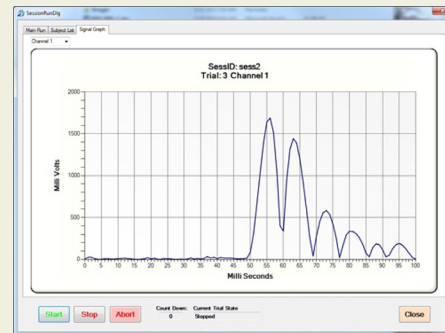 SessionRunDlg
Main Run Subject List Signal Graph
Channel 1
SessID: sess2
Trial: 3 Channel 1
Milli Volts
2000
1500
1000
500
0
0 5 10 15 20 25 30 35 40 45 50 55 60 65 70 75 80 85 90 95 100
Milli Seconds
Start Stop Abort Count Down: Current Trial State Close
0 Stopped